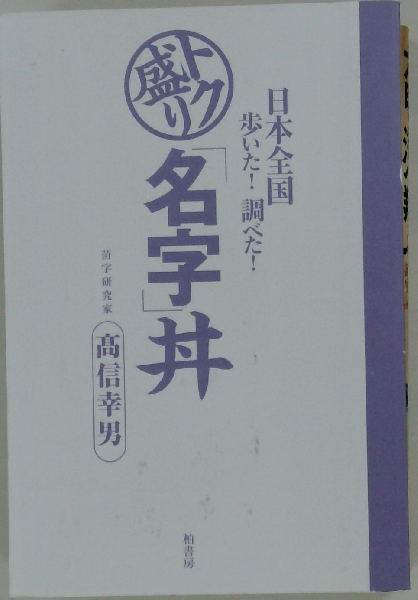 日本全国
歩いた! 調べた!
トク盛り
「名字」丼
苗字研究家
髙信幸男
柏書房